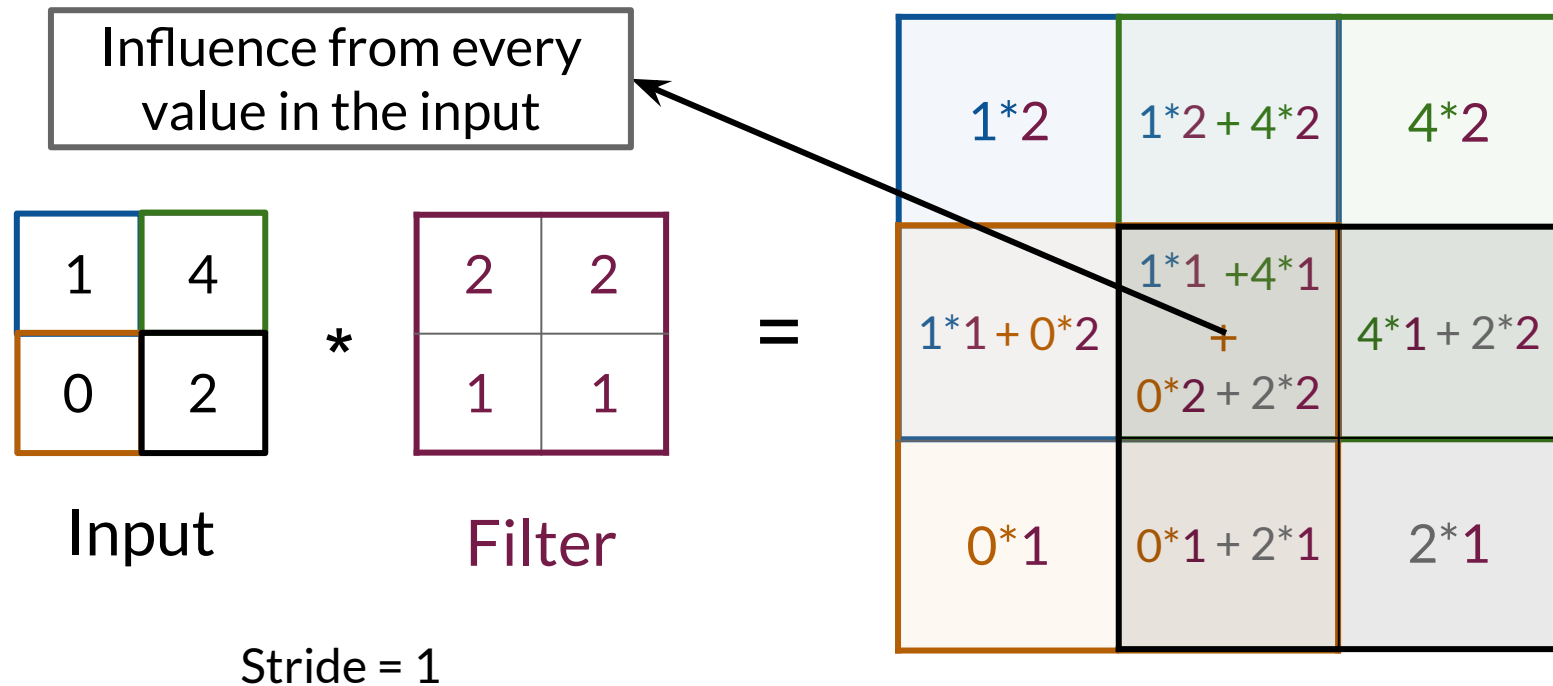 Influence from every
value in the input
1 4
0 2
Input
*
2 2
1 1
Filter
=
1*2 1*2 + 4*2 4*2
1*1 + 0*2 1*1 +4*1
+
0*2 + 2*2 4*1 + 2*2
0*1 0*1 + 2*1 2*1
Stride = 1